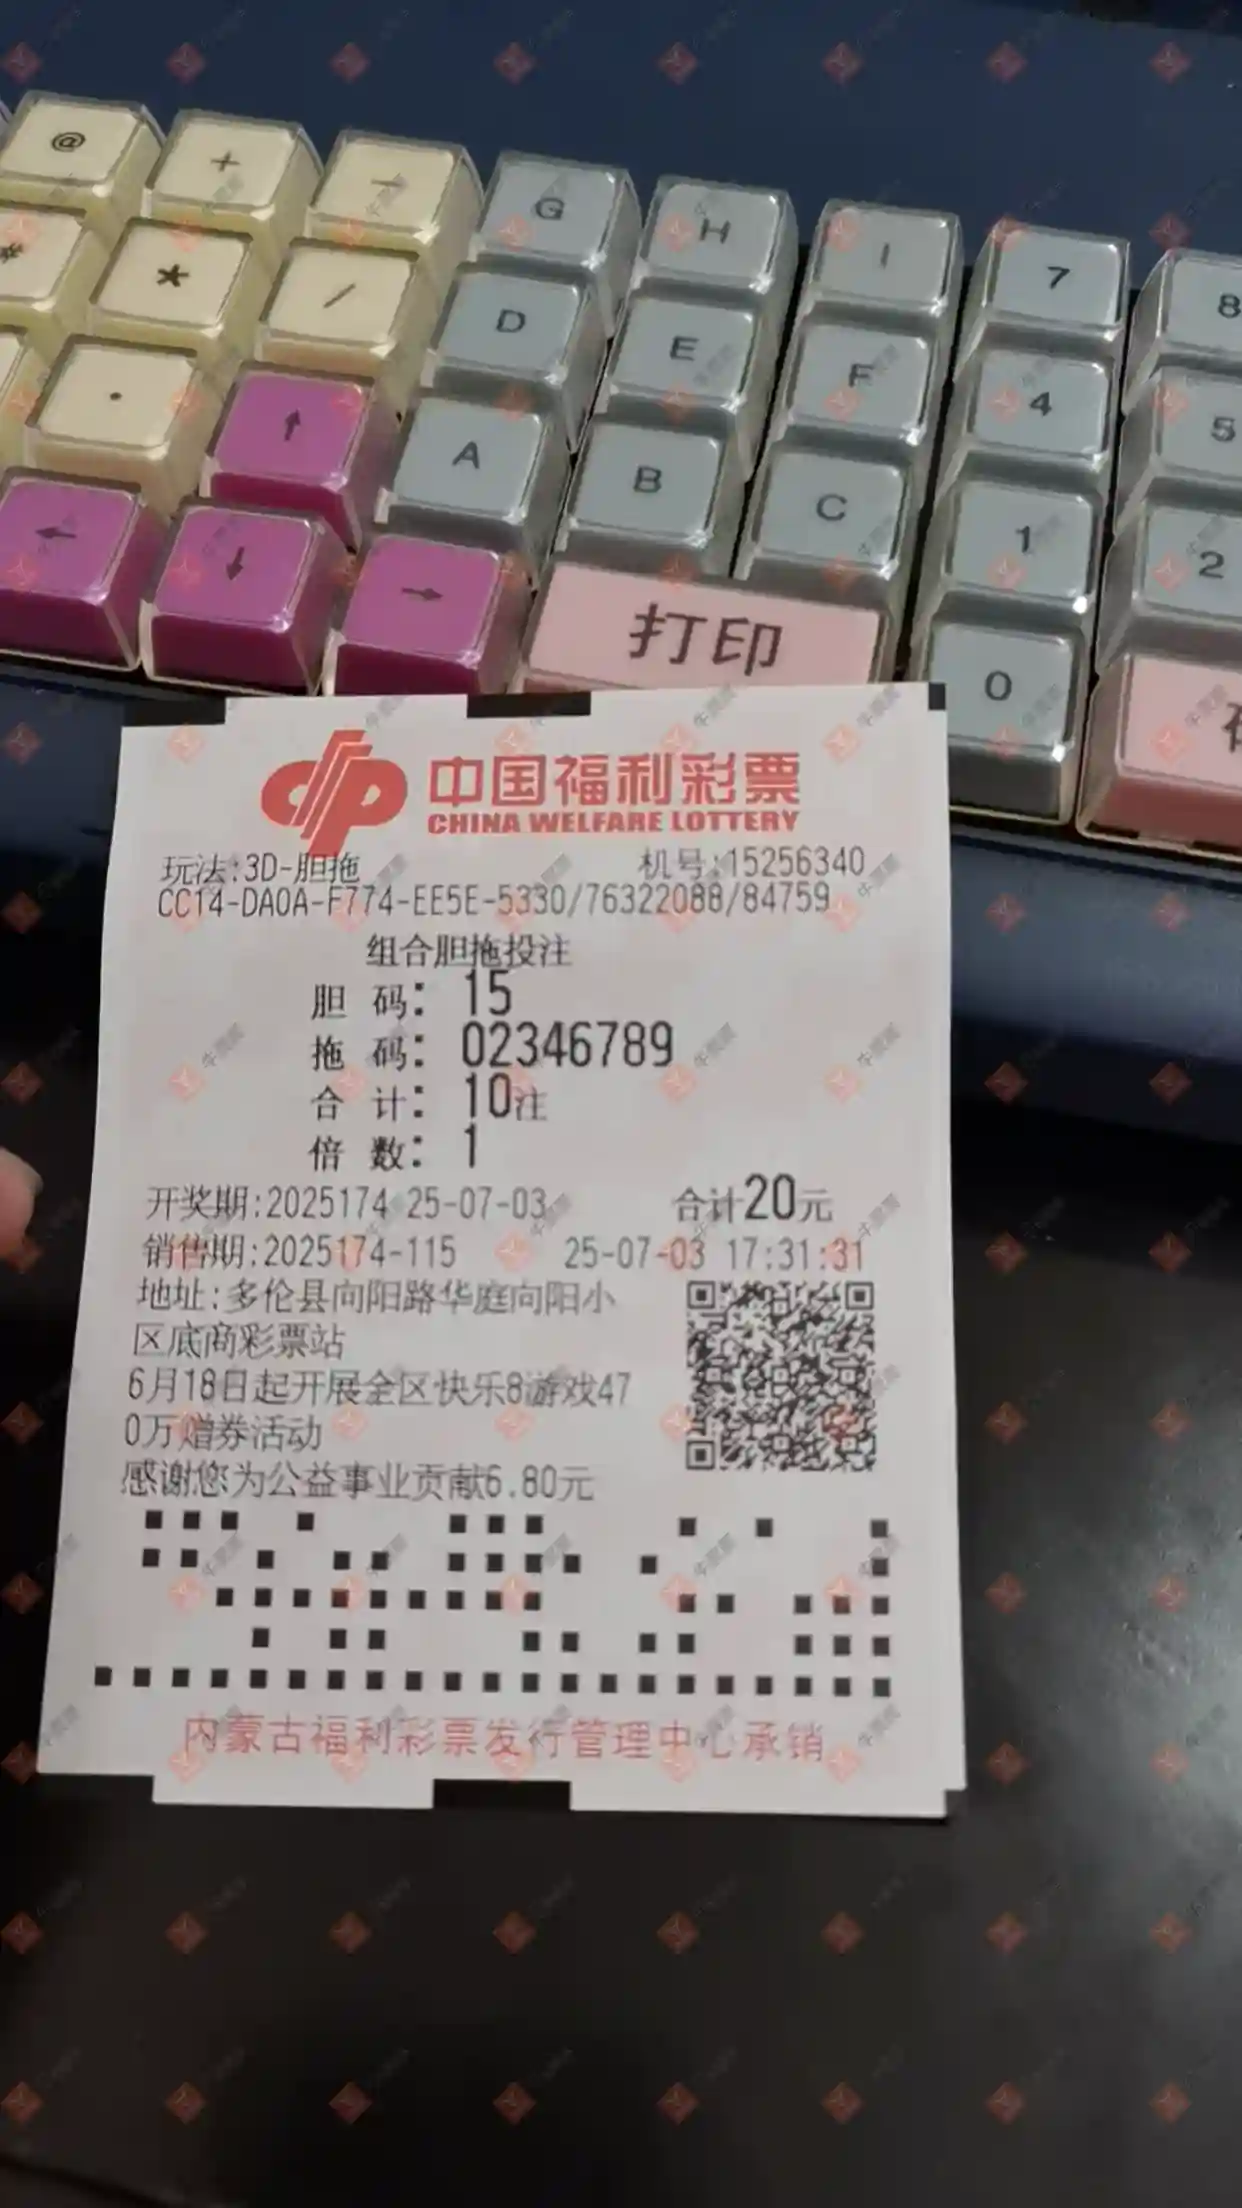 @ + -
# * /
.
↑
← ↓ →
G H I 7 8
D E F 4 5
A B C 1 2
打印 0
中国福利彩票
CHINA WELFARE LOTTERY
玩法:3D-胆拖 机号:15256340
CC14-DA0A-F774-EE5E-5330/76322088/84759
组合胆拖投注
胆 码: 15
拖 码: 02346789
合 计: 10注
倍 数: 1
开奖期:2025174 25-07-03 合计20元
销售期:2025174-115 25-07-03 17:31:31
地址:多伦县向阳路华庭向阳小
区底商彩票站
6月18日起开展全区快乐8游戏47
0万赠券活动
感谢您为公益事业贡献6.80元
内蒙古福利彩票发行管理中心承销